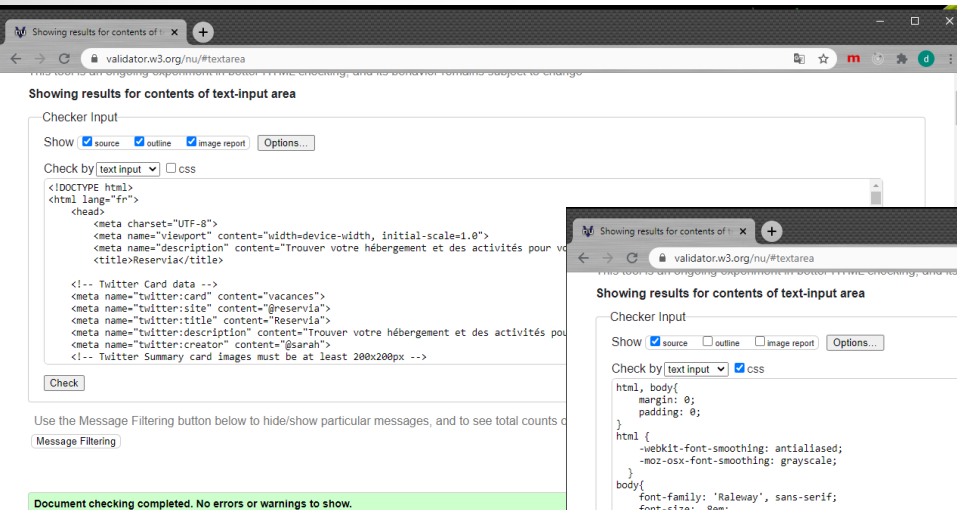 Showing results for contents of t
validator.w3.org/nu/#textarea
m
d
This tool is an ongoing experiment in better HTML checking, and its behavior remains subject to change
Showing results for contents of text-input area
Checker Input
Show source outline image report Options...
Check by text input css
<!DOCTYPE html>
<html lang="fr">
<head>
<meta charset="UTF-8">
<meta name="viewport" content="width=device-width, initial-scale=1.0">
<meta name="description" content="Trouver votre hébergement et des activités pour vo
<title>Reservia</title>
<!-- Twitter Card data -->
<meta name="twitter:card" content="vacances">
<meta name="twitter:site" content="@reservia">
<meta name="twitter:title" content="Reservia">
<meta name="twitter:description" content="Trouver votre hébergement et des activités pou
<meta name="twitter:creator" content="@sarah">
<!-- Twitter Summary card images must be at least 200x200px -->
Check
Use the Message Filtering button below to hide/show particular messages, and to see total counts o
Message Filtering
Document checking completed. No errors or warnings to show.
Showing results for contents of t
validator.w3.org/nu/#textarea
This tool is an ongoing experiment in better HTML checking, and its
Showing results for contents of text-input area
Checker Input
Show source outline image report Options...
Check by text input css
html, body{
margin: 0;
padding: 0;
}
html {
-webkit-font-smoothing: antialiased;
-moz-osx-font-smoothing: grayscale;
}
body{
font-family: 'Raleway', sans-serif;
font-size: .8em;